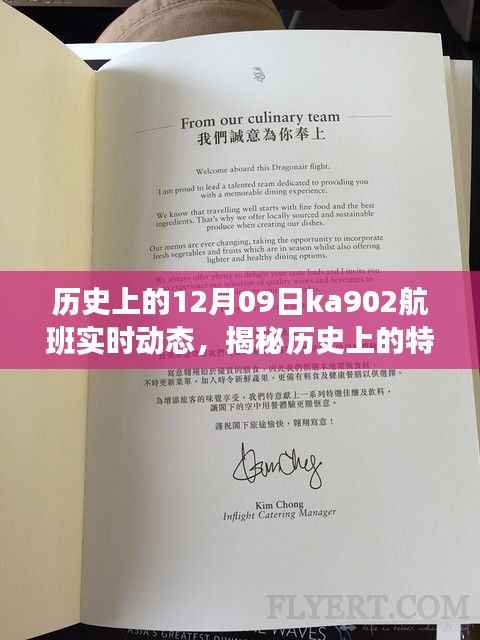 From our culinary team
我們誠意為你奉上
Welcome aboard this Dragonair flight.
I am proud to lead a talented team dedicated to providing you
with a memorable dining experience.
We know that travelling well starts with fine food and the best
ingredients. That's why we offer locally sourced and sustainable
produce when creating our dishes.
Our menus are ever changing, taking the opportunity to incorporate
fresh vegetables and fruits which are in season whilst also offering
lighter and healthy dining options.
历史上的12月09日ka902航
班实时动态，揭秘历史上的特
不時更新菜單，加入時令新鮮蔬果，更備有輕食及健康餐膳以供選擇。
為增添旅客的味覺享受，我們特意獻上一系列特選佳釀及飲料，
讓閣下的空中用餐體驗更臻愜意。
謹祝閣下旅途愉快，翱翔寫意！
Kim Chong
Inflight Catering Manager
FLYERT.COM
ASIA'S GREATEST
WAVES